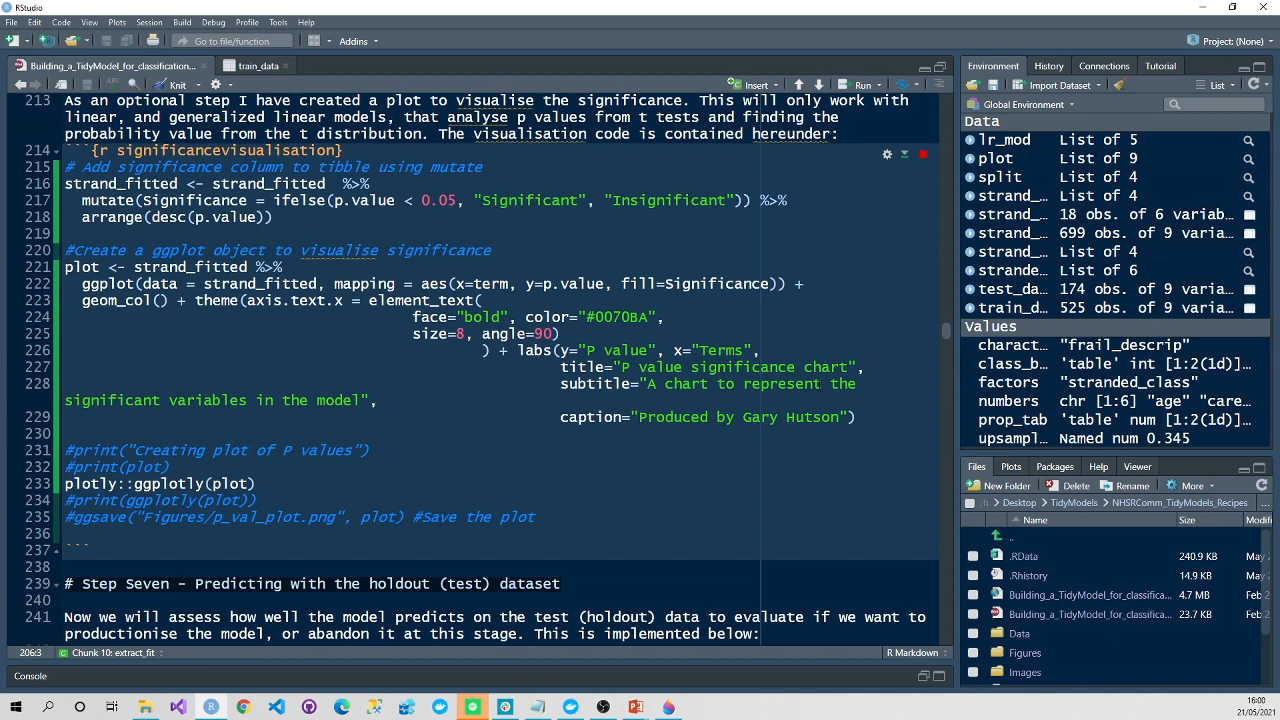 RStudio
File Edit Code View Plots Session Build Debug Profile Tools Help
Go to file/function Addins Project: (None)
Building_a_TidyModel_for_classification... train_data
Knit Insert Run
213 As an optional step I have created a plot to visualise the significance. This will only work with
linear, and generalized linear models, that analyse p values from t tests and finding the
probability value from the t distribution. The visualisation code is contained hereunder:
214 ```{r significancevisualisation}
215 # Add significance column to tibble using mutate
216 strand_fitted <- strand_fitted %>%
217 mutate(Significance = ifelse(p.value < 0.05, "Significant", "Insignificant")) %>%
218 arrange(desc(p.value))
219
220 #Create a ggplot object to visualise significance
221 plot <- strand_fitted %>%
222 ggplot(data = strand_fitted, mapping = aes(x=term, y=p.value, fill=Significance)) +
223 geom_col() + theme(axis.text.x = element_text(
224 face="bold", color="#0070BA",
225 size=8, angle=90)
226 ) + labs(y="P value", x="Terms",
227 title="P value significance chart",
228 subtitle="A chart to represent the
significant variables in the model",
229 caption="Produced by Gary Hutson")
230
231 #print("Creating plot of P values")
232 #print(plot)
233 plotly::ggplotly(plot)
234 #print(ggplotly(plot))
235 #ggsave("Figures/p_val_plot.png", plot) #Save the plot
236
237 ```
238
239 # Step Seven - Predicting with the holdout (test) dataset
240
241 Now we will assess how well the model predicts on the test (holdout) data to evaluate if we want to
productionise the model, or abandon it at this stage. This is implemented below:
206:3 Chunk 10: extract_fit R Markdown
Console
Environment History Connections Tutorial
Import Dataset List
Global Environment
Data
lr_mod List of 5
plot List of 9
split List of 4
strand_... List of 6
strand_... 18 obs. of 6 variab...
strand_... 699 obs. of 9 varia...
strand_... List of 4
strande... List of 6
test_da... 174 obs. of 9 varia...
train_d... 525 obs. of 9 varia...
Values
charact... "frail_descrip"
class_b... 'table' int [1:2(1d)]...
factors "stranded_class"
numbers chr [1:6] "age" "care...
prop_tab 'table' num [1:2(1d)]...
upsampl... Named num 0.345
Files Plots Packages Help Viewer
New Folder Delete Rename More
h Desktop TidyModels NHSRComm_Tidymodels_Recipes ...
Name Size Modifi
..
.RData 240.9 KB May
.Rhistory 14.9 KB May
Building_a_TidyModel_for_classifica... 4.7 MB Feb 2
Building_a_TidyModel_for_classifica... 23.7 KB Feb 2
Data
Figures
Images
16:00
21/05/2021